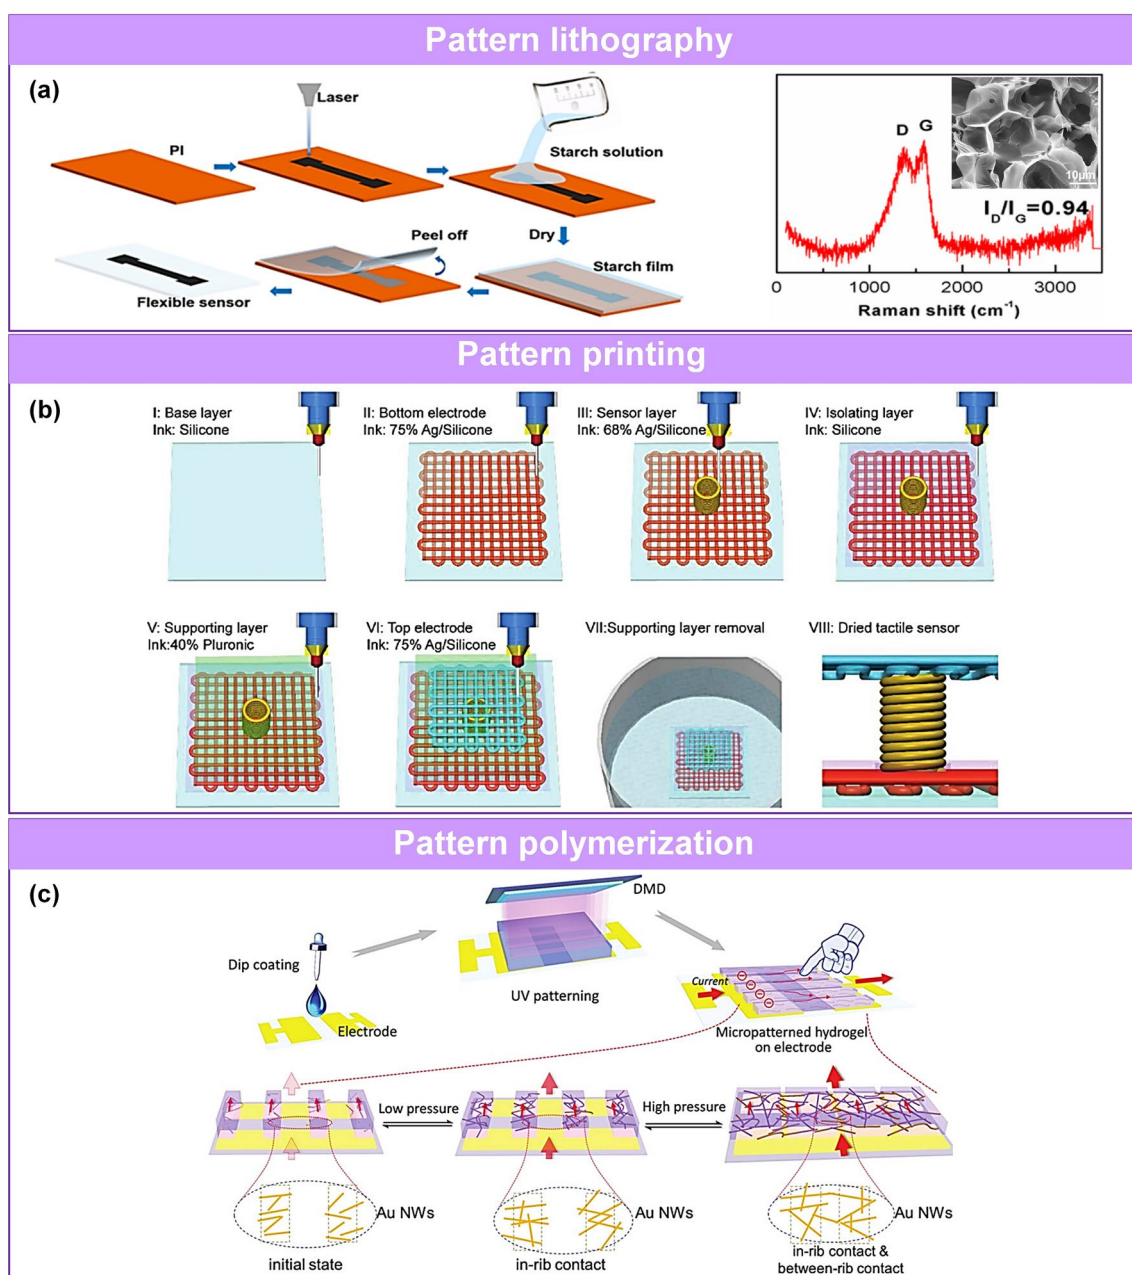 Pattern lithography
(a)
Laser
PI
Starch solution
Peel off
Dry
Starch film
Flexible sensor
D G
10μm
I_D/I_G=0.94
0 1000 2000 3000
Raman shift (cm⁻¹)
Pattern printing
(b)
I: Base layer
Ink: Silicone
II: Bottom electrode
Ink: 75% Ag/Silicone
III: Sensor layer
Ink: 68% Ag/Silicone
IV: Isolating layer
Ink: Silicone
V: Supporting layer
Ink:40% Pluronic
VI: Top electrode
Ink: 75% Ag/Silicone
VII:Supporting layer removal
VIII: Dried tactile sensor
Pattern polymerization
(c)
DMD
Dip coating
UV patterning
Electrode
Current
Micropatterned hydrogel
on electrode
Low pressure
High pressure
Au NWs
Au NWs
Au NWs
initial state
in-rib contact
in-rib contact &
between-rib contact